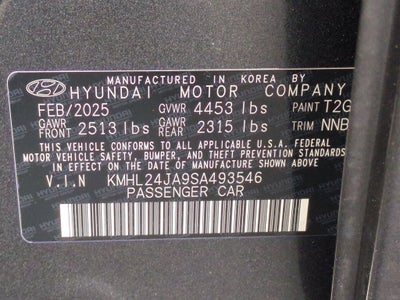 MANUFACTURED IN KOREA BY
HYUNDAI MOTOR COMPANY
FEB/2025 GVWR 4453 lbs PAINT T2G
GAWR FRONT 2513 lbs GAWR REAR 2315 lbs TRIM NNB
THIS VEHICLE CONFORMS TO ALL APPLICABLE U.S.A. FEDERAL
MOTOR VEHICLE SAFETY, BUMPER, AND THEFT PREVENTION
STANDARDS IN EFFECT ON THE DATE OF MANUFACTURE
SHOWN ABOVE.
V.I.N KMHL24JA9SA493546
PASSENGER CAR